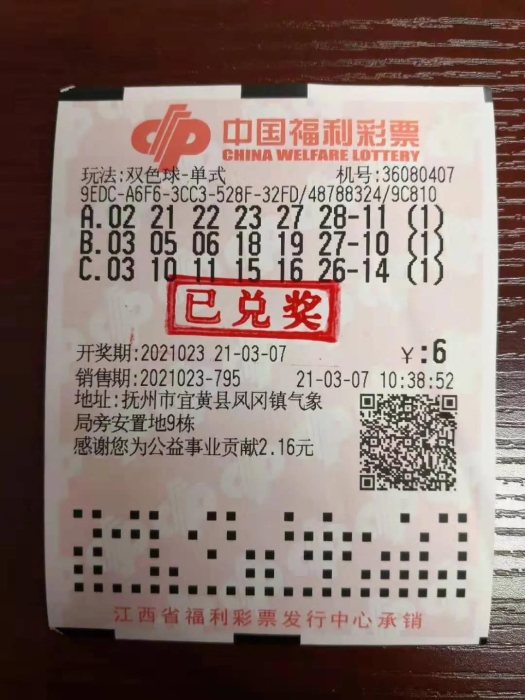 中国福利彩票
CHINA WELFARE LOTTERY
玩法:双色球-单式 机号:36080407
9EDC-A6F6-3CC3-528F-32FD/48788324/9C810
A.02 21 22 23 27 28-11 (1)
B.03 05 06 18 19 27-10 (1)
C.03 10 11 15 16 26-14 (1)
已兑奖
开奖期:2021023 21-03-07 ¥:6
销售期:2021023-795 21-03-07 10:38:52
地址:抚州市宜黄县凤冈镇气象
局旁安置地9栋
感谢您为公益事业贡献2.16元
江西省福利彩票发行中心承销